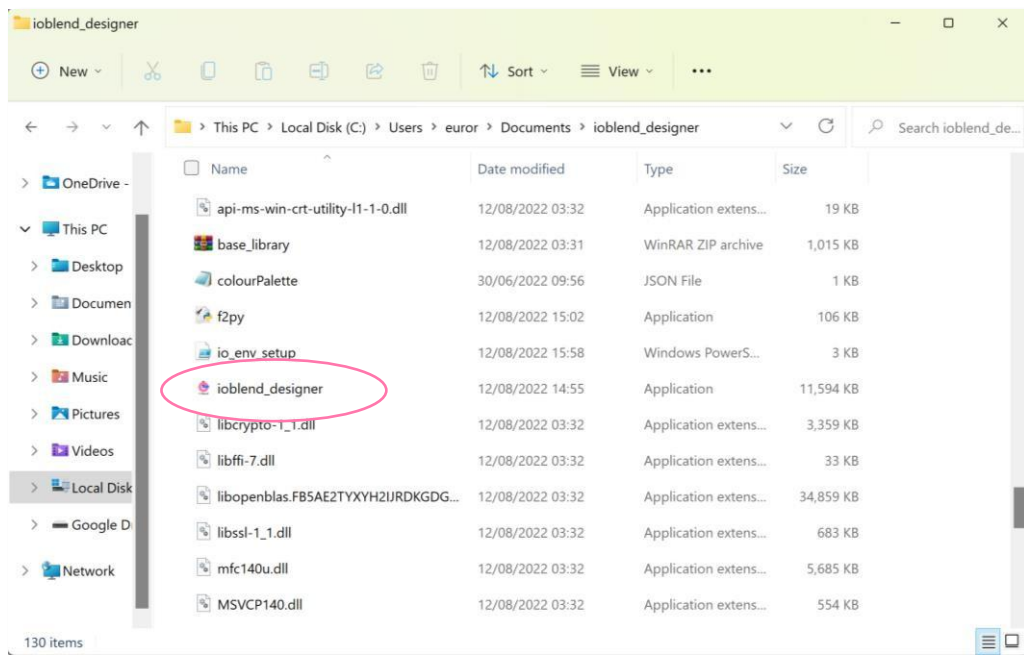 ioblend_designer
New
Sort
View
This PC > Local Disk (C:) > Users > euror > Documents > ioblend_designer
Search ioblend_de...
OneDrive -
This PC
Desktop
Documen
Downloac
Music
Pictures
Videos
Local Disk
Google D
Network
Name Date modified Type Size
api-ms-win-crt-utility-l1-1-0.dll 12/08/2022 03:32 Application extens... 19 KB
base_library 12/08/2022 03:31 WinRAR ZIP archive 1,015 KB
colourPalette 30/06/2022 09:56 JSON File 1 KB
f2py 12/08/2022 15:02 Application 106 KB
io_env_setup 12/08/2022 15:58 Windows PowerS... 3 KB
ioblend_designer 12/08/2022 14:55 Application 11,594 KB
libcrypto-1_1.dll 12/08/2022 03:32 Application extens... 3,359 KB
libffi-7.dll 12/08/2022 03:32 Application extens... 33 KB
libopenblas.FB5AE2TYXYH2IJRDKGDG... 12/08/2022 03:32 Application extens... 34,859 KB
libssl-1_1.dll 12/08/2022 03:32 Application extens... 683 KB
mfc140u.dll 12/08/2022 03:32 Application extens... 5,685 KB
MSVCP140.dll 12/08/2022 03:32 Application extens... 554 KB
130 items